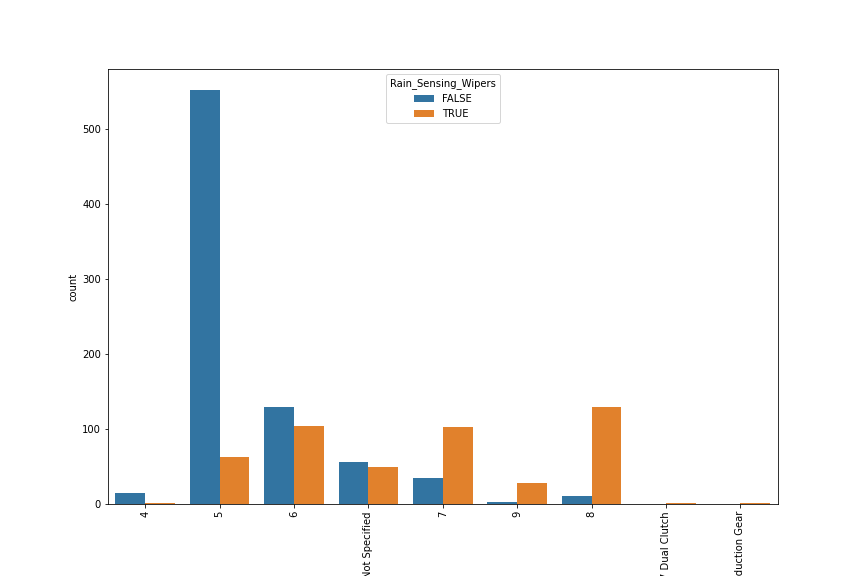 Rain_Sensing_Wipers
FALSE
TRUE
count
500
400
300
200
100
0
4
5
6
Not Specified
7
9
8
7 Dual Clutch
duction Gear